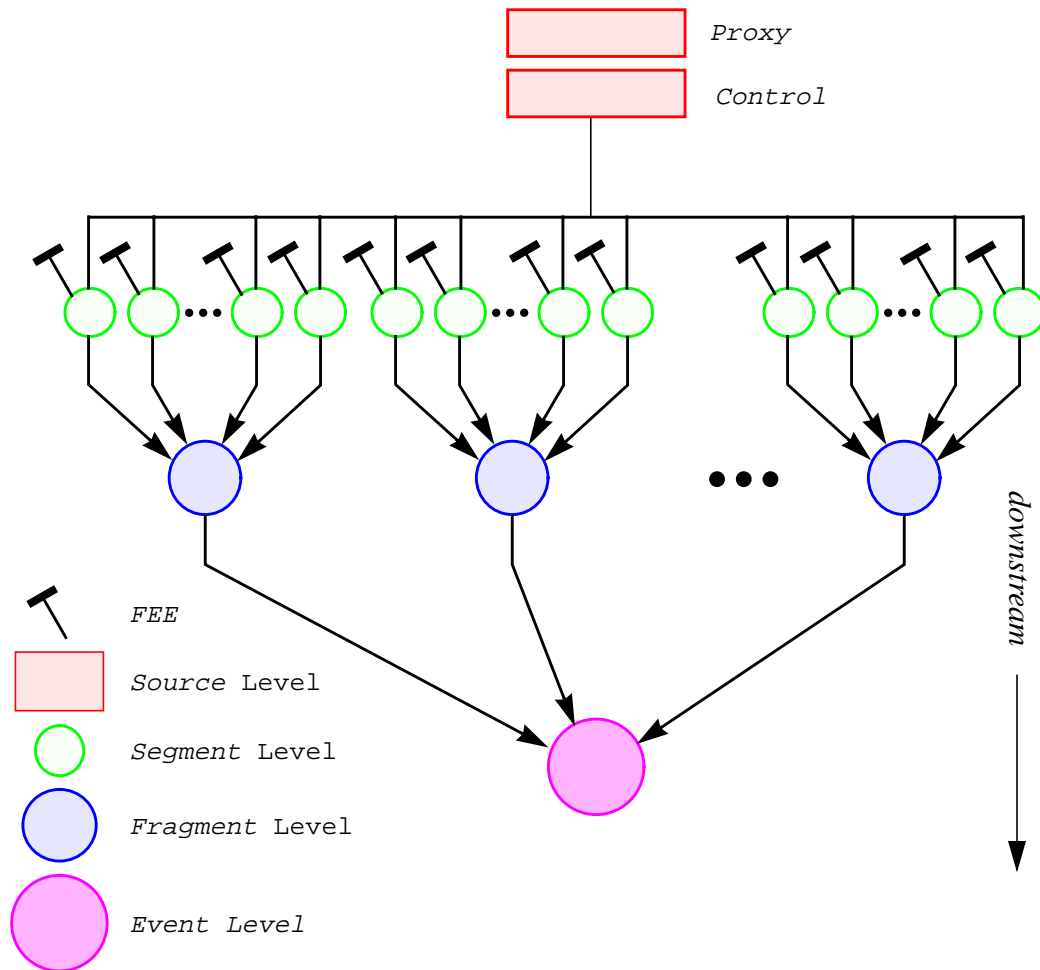 Proxy
Control
downstream
FEE
Source Level
Segment Level
Fragment Level
Event Level